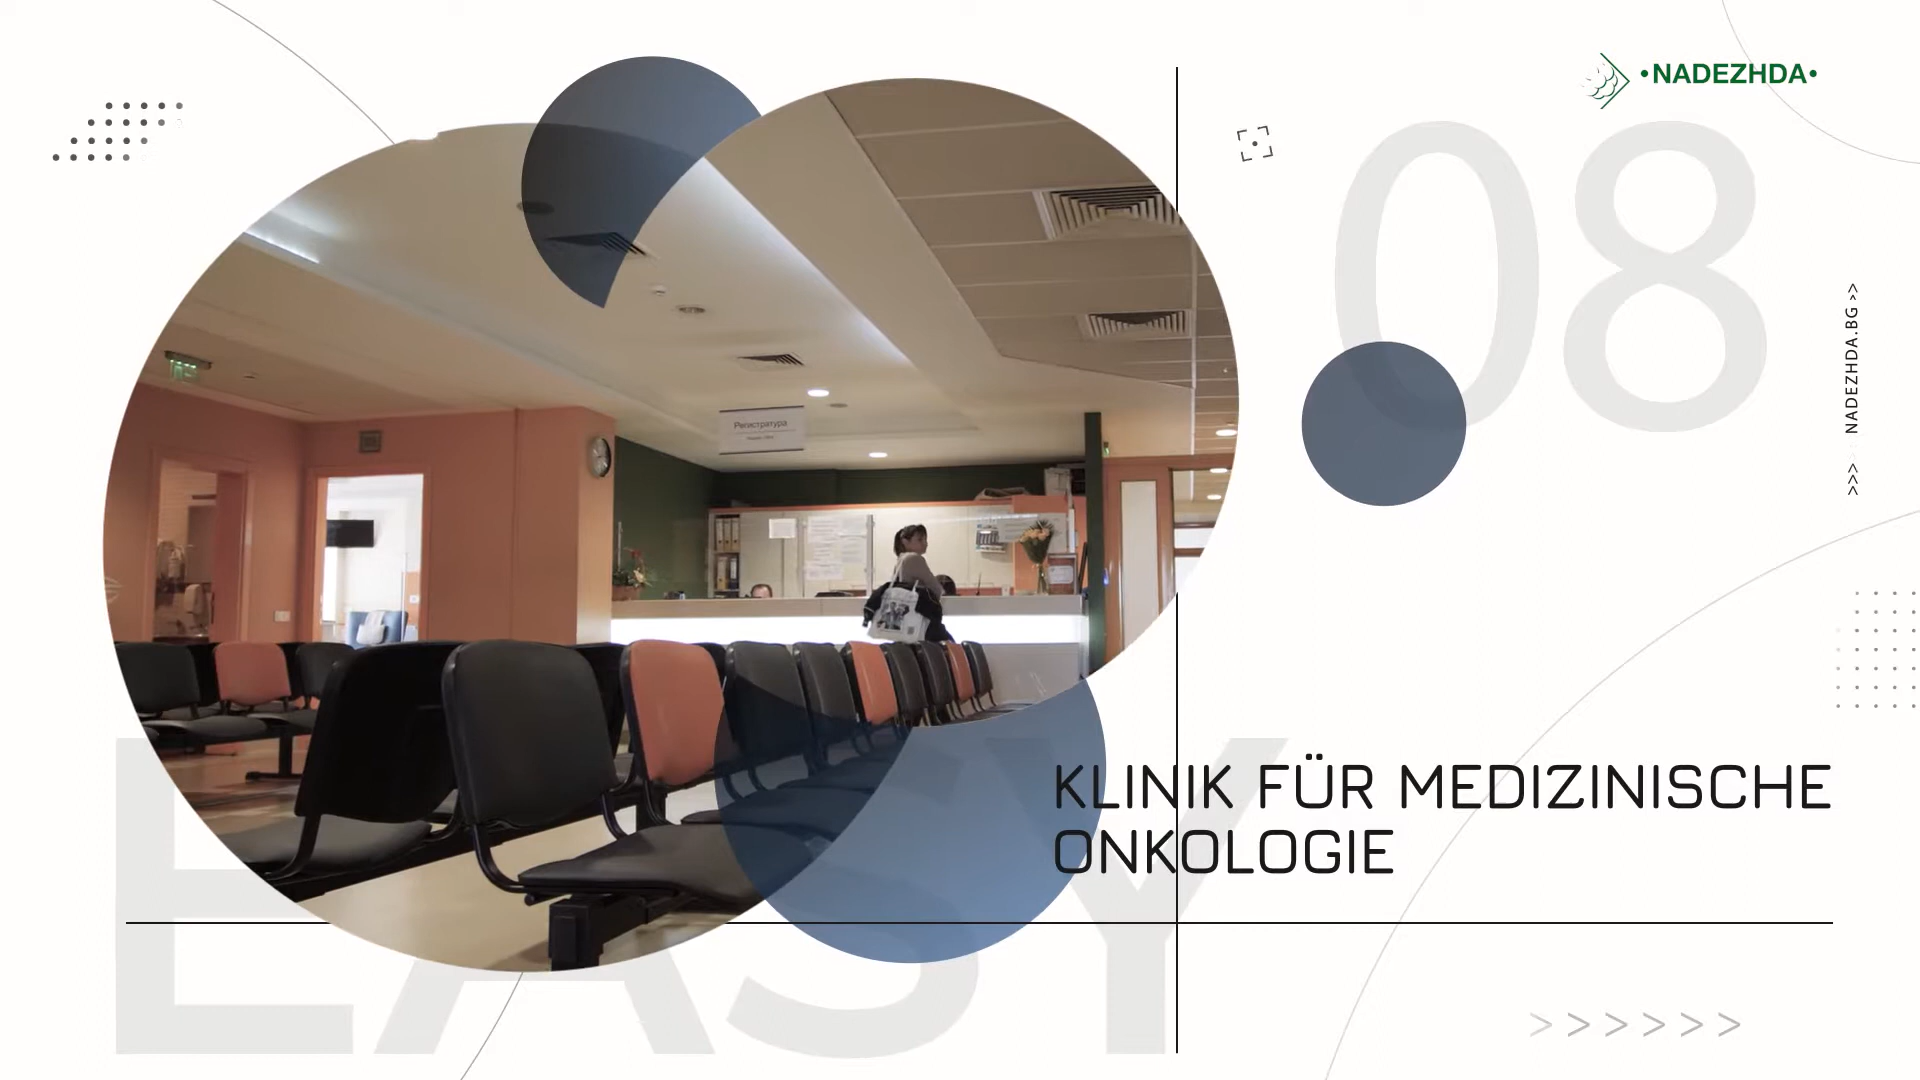 •NADEZHDA•
08
>>> NADEZHDA.BG >>
Регистратура
KLINIK FÜR MEDIZINISCHE
ONKOLOGIE
EASY
>>>>>>